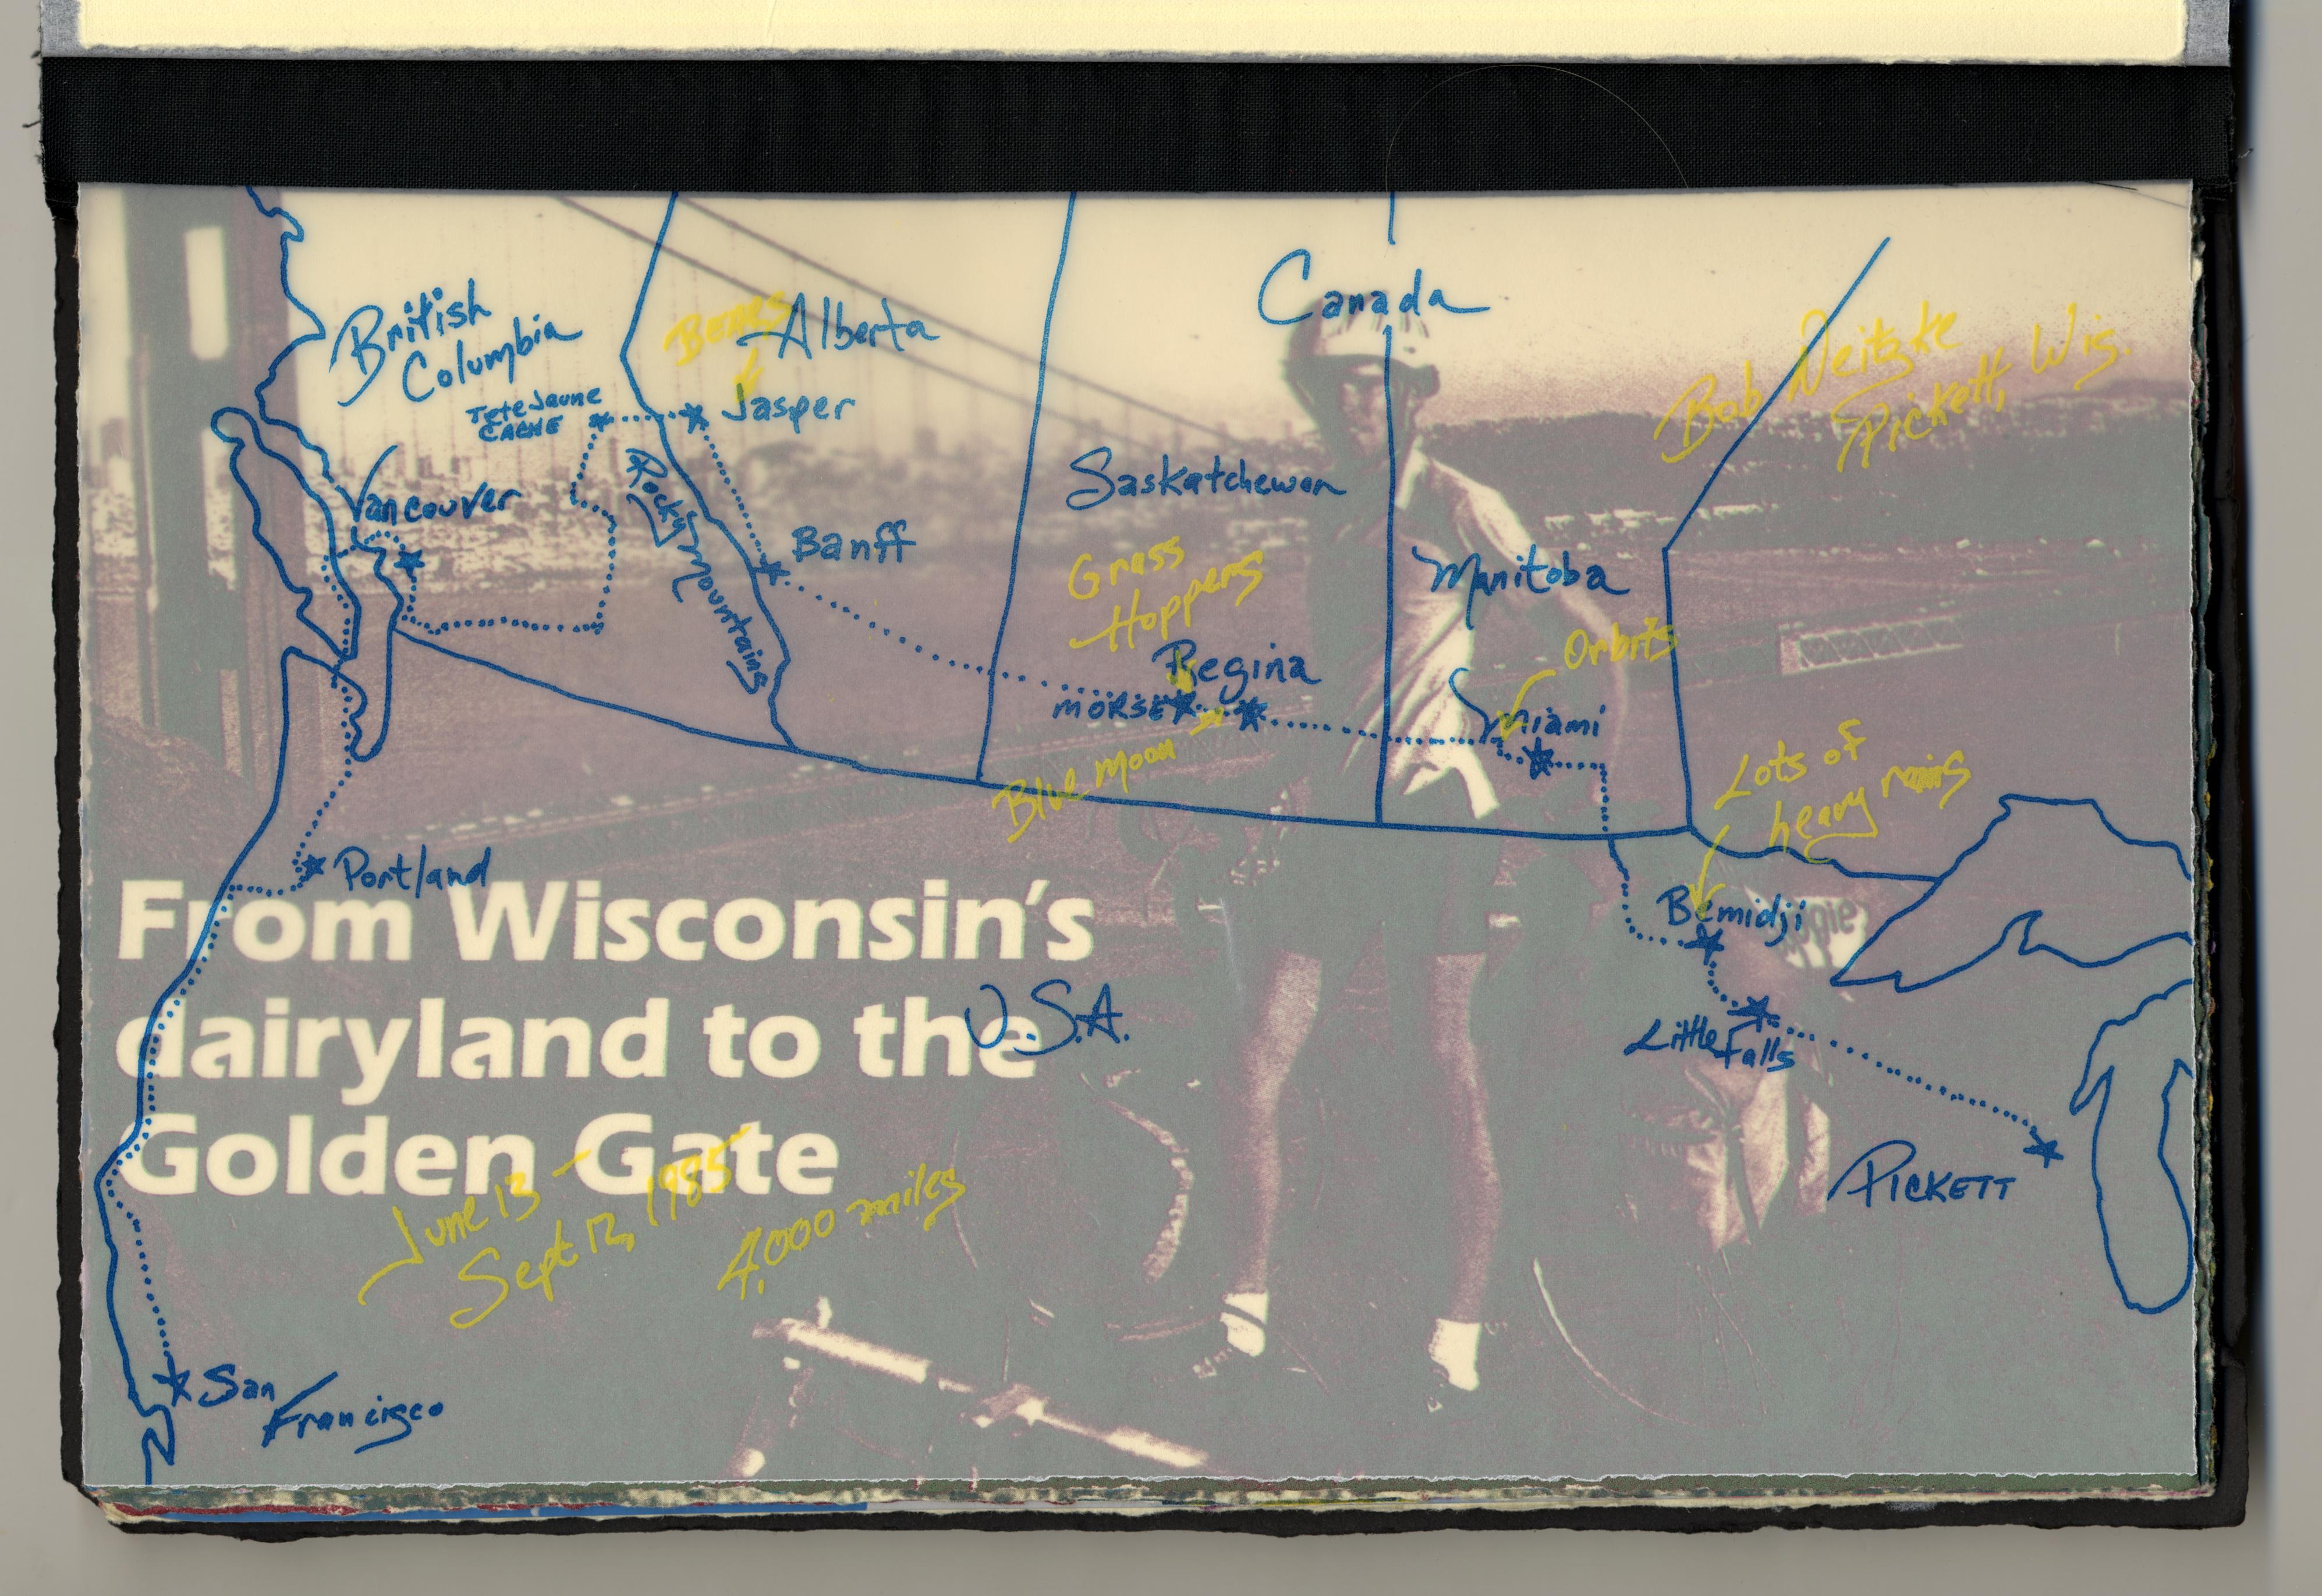 Canada
British
Columbia
BEARS
Alberta
Bob Neitzke
Pickett, Wis.
Tete Jaune
CACHE
Jasper
Rocky Mountains
Saskatchewan
Vancouver
Banff
Grass
Hoppers
Manitoba
Orbits
Regina
MORSE
Miami
Blue Moon
Lots of
heavy rains
Portland
Bemidji
From Wisconsin's
dairyland to the
Golden Gate
U.S.A.
Little Falls
PICKETT
June 13 -
Sept 12, 1985
4,000 miles
San
Francisco